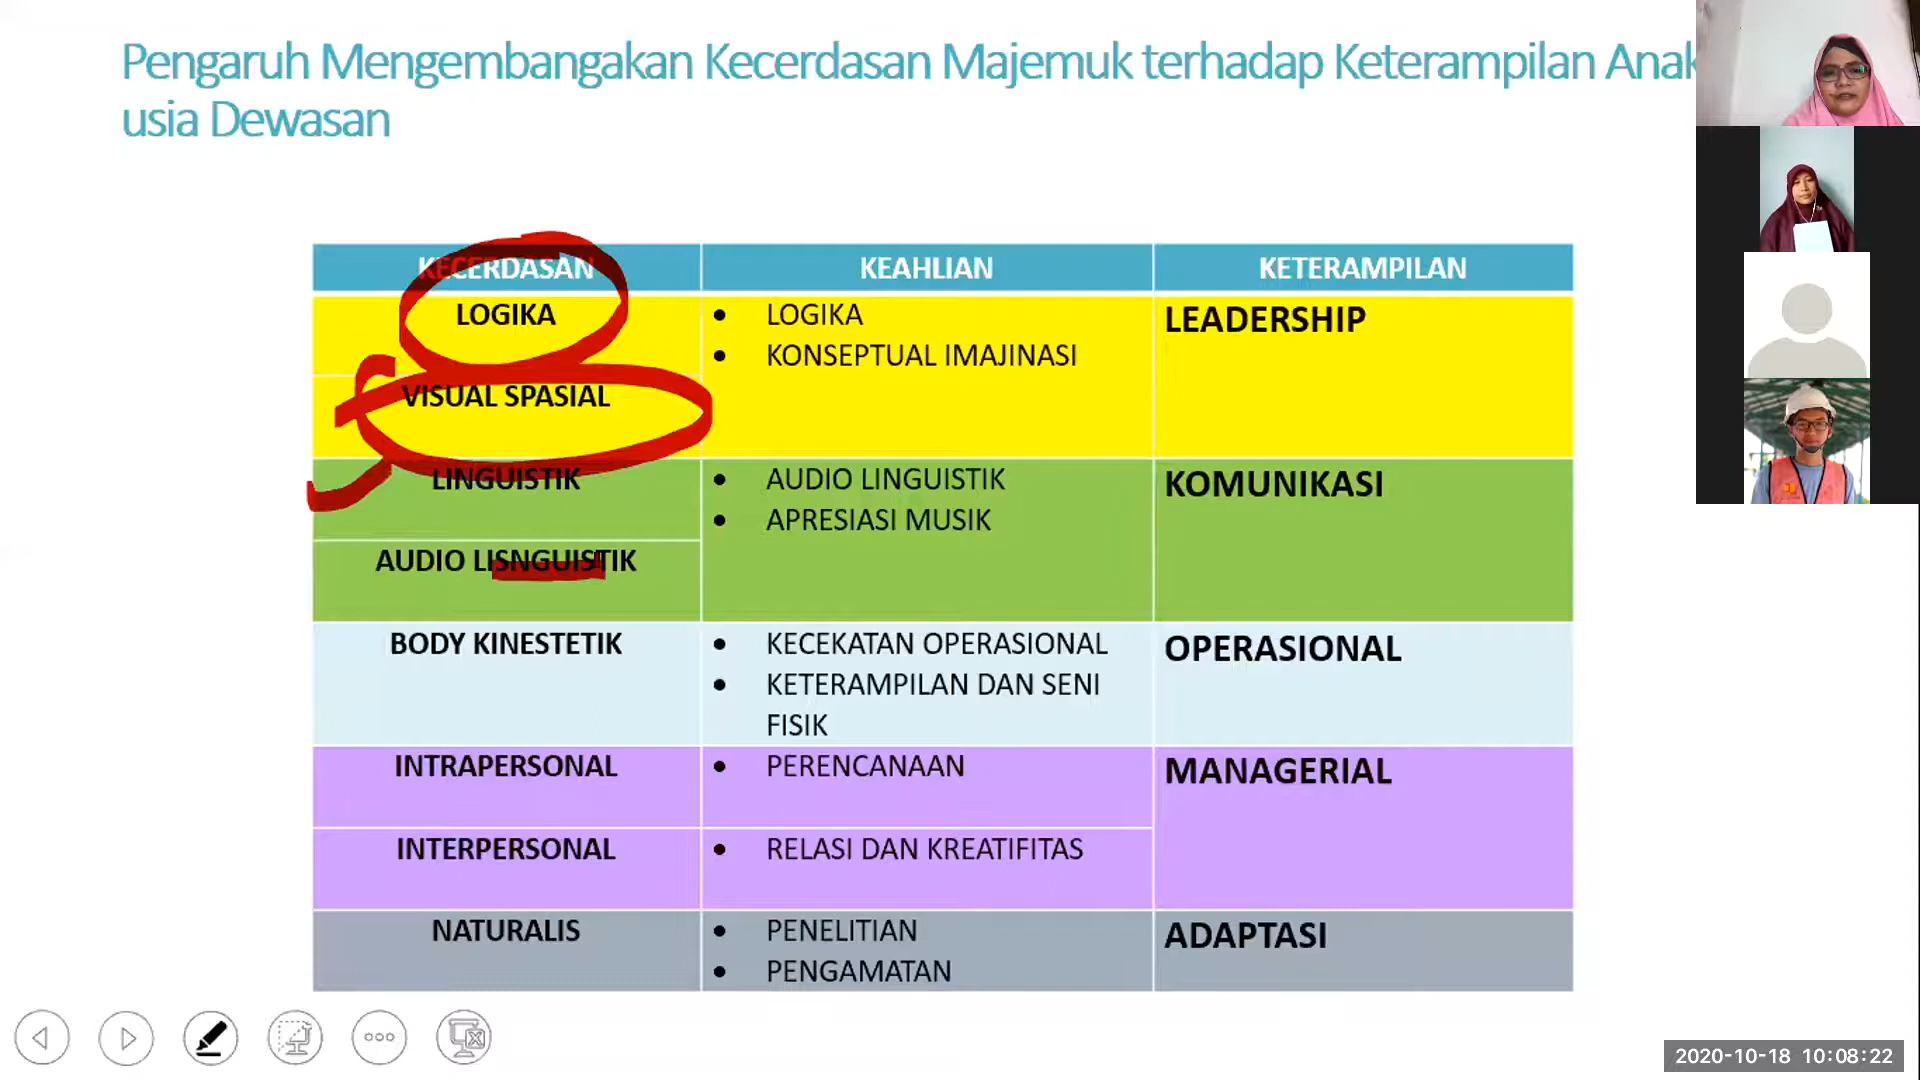 Pengaruh Mengembangakan Kecerdasan Majemuk terhadap Keterampilan Anak
usia Dewasan
KECERDASAN
KEAHLIAN
KETERAMPILAN
LOGIKA
• LOGIKA
• KONSEPTUAL IMAJINASI
LEADERSHIP
VISUAL SPASIAL
LINGUISTIK
• AUDIO LINGUISTIK
• APRESIASI MUSIK
KOMUNIKASI
AUDIO LISNGUISTIK
BODY KINESTETIK
• KECEKATAN OPERASIONAL
• KETERAMPILAN DAN SENI
FISIK
OPERASIONAL
INTRAPERSONAL
• PERENCANAAN
MANAGERIAL
INTERPERSONAL
• RELASI DAN KREATIFITAS
NATURALIS
• PENELITIAN
• PENGAMATAN
ADAPTASI
2020-10-18 10:08:22